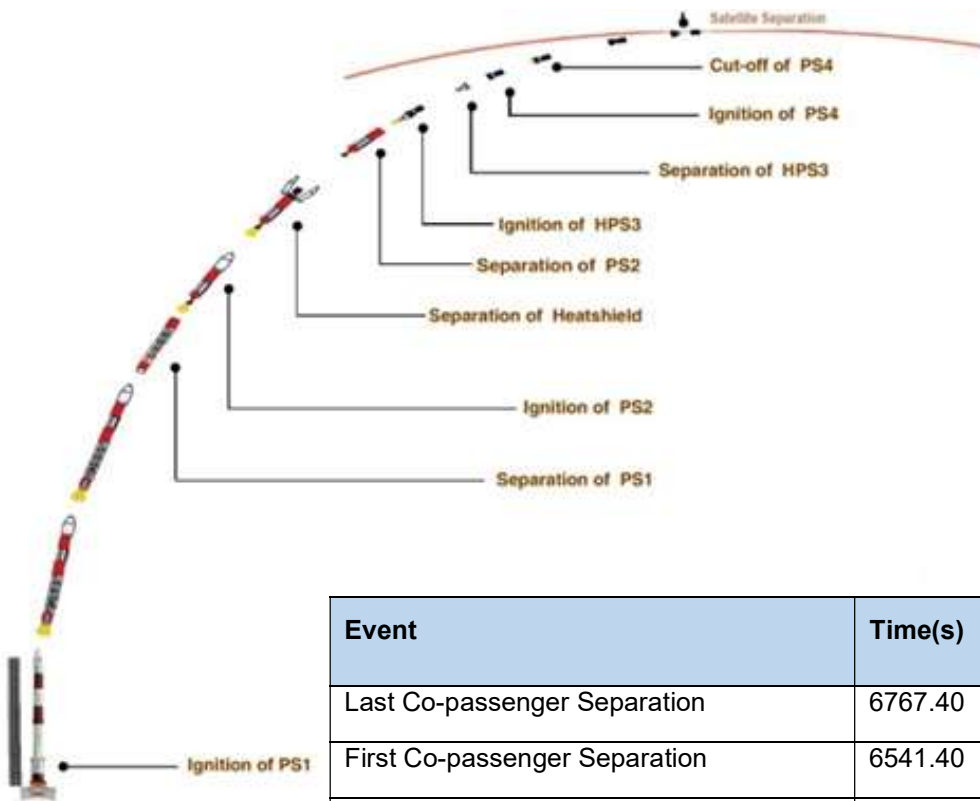 Satellite Separation
Cut-off of PS4
Ignition of PS4
Separation of HPS3
Ignition of HPS3
Separation of PS2
Separation of Heatshield
Ignition of PS2
Separation of PS1
Ignition of PS1
Event Time(s)
Last Co-passenger Separation 6767.40
First Co-passenger Separation 6541.40